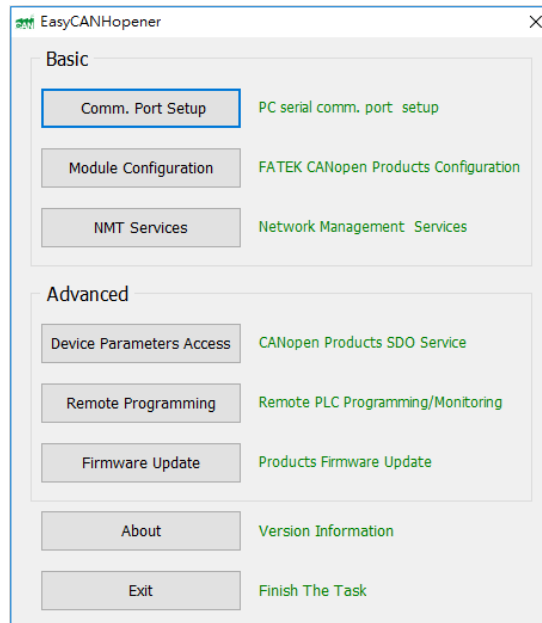 CAN EasyCANHopener
Basic
Comm. Port Setup PC serial comm. port setup
Module Configuration FATEK CANopen Products Configuration
NMT Services Network Management Services
Advanced
Device Parameters Access CANopen Products SDO Service
Remote Programming Remote PLC Programming/Monitoring
Firmware Update Products Firmware Update
About Version Information
Exit Finish The Task